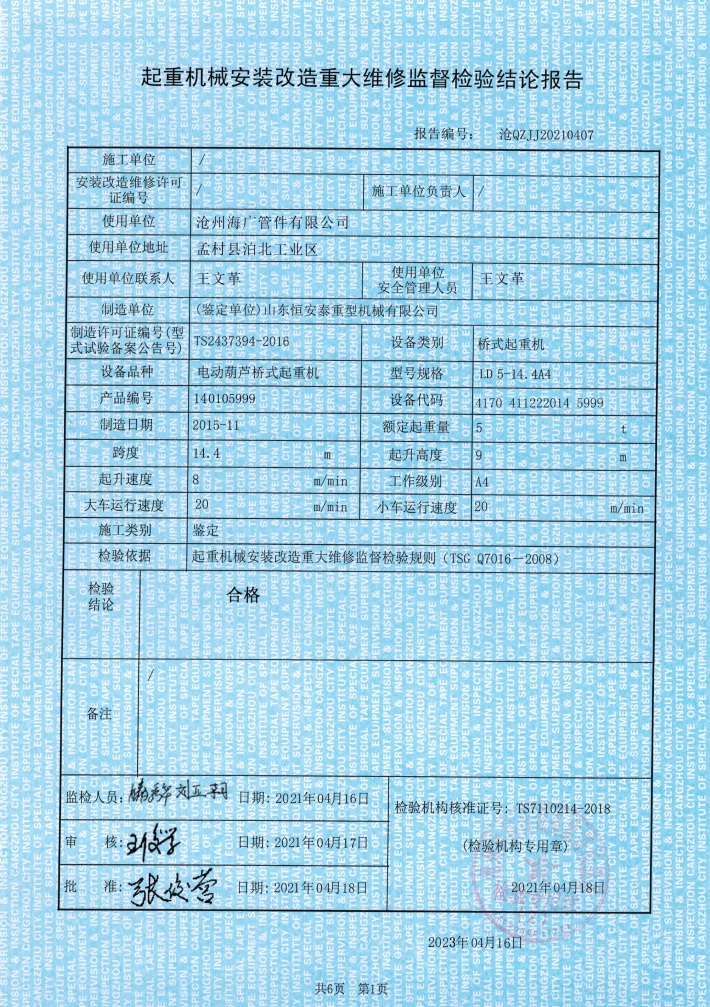 起重机械安装改造重大维修监督检验结论报告
报告编号： 沧QZJJ20210407
施工单位 /
安装改造维修许可证编号 / 施工单位负责人 /
使用单位 沧州海广管件有限公司
使用单位地址 孟村县泊北工业区
使用单位联系人 王文革 使用单位安全管理人员 王文革
制造单位 (鉴定单位)山东恒安泰重型机械有限公司
制造许可证编号(型式试验备案公告号) TS2437394-2016 设备类别 桥式起重机
设备品种 电动葫芦桥式起重机 型号规格 LD 5-14.4A4
产品编号 140105999 设备代码 4170 411222014 5999
制造日期 2015-11 额定起重量 5 t
跨度 14.4 m 起升高度 9 m
起升速度 8 m/min 工作级别 A4
大车运行速度 20 m/min 小车运行速度 20 m/min
施工类别 鉴定
检验依据 起重机械安装改造重大维修监督检验规则（TSG Q7016－2008）
检验结论 合格
备注 /
监检人员: 日期: 2021年04月16日
检验机构核准证号: TS7110214-2018
审 核: 日期: 2021年04月17日
(检验机构专用章)
批 准: 日期: 2021年04月18日
2021年04月18日
2023年04月16日
共6页 第1页